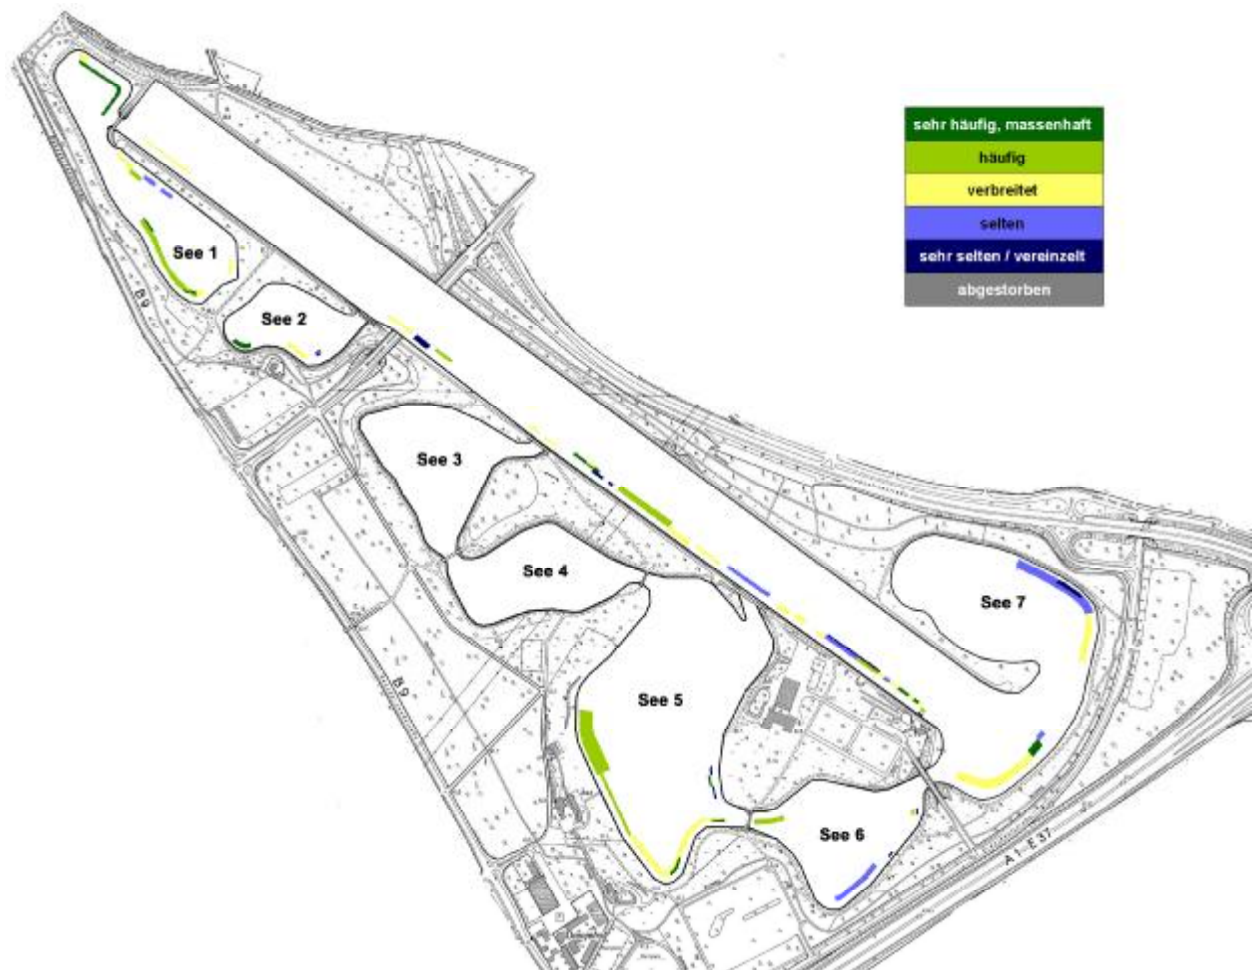 sehr häufig, massenhaft
häufig
verbreitet
selten
sehr selten / vereinzelt
abgestorben
See 1
B 9
See 2
See 3
See 4
See 7
B 9
See 5
See 6
A 1 - E 37